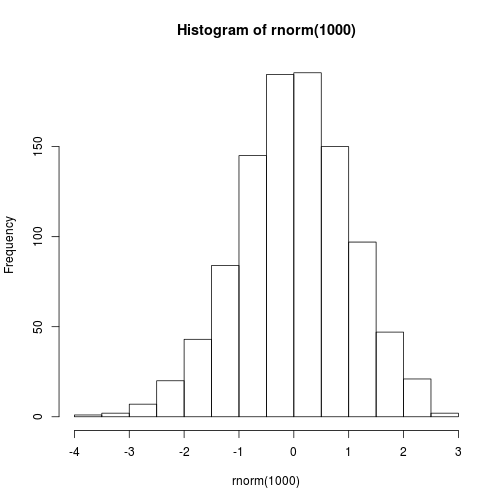 Histogram of rnorm(1000)
Frequency
150
100
50
0
-4 -3 -2 -1 0 1 2 3
rnorm(1000)